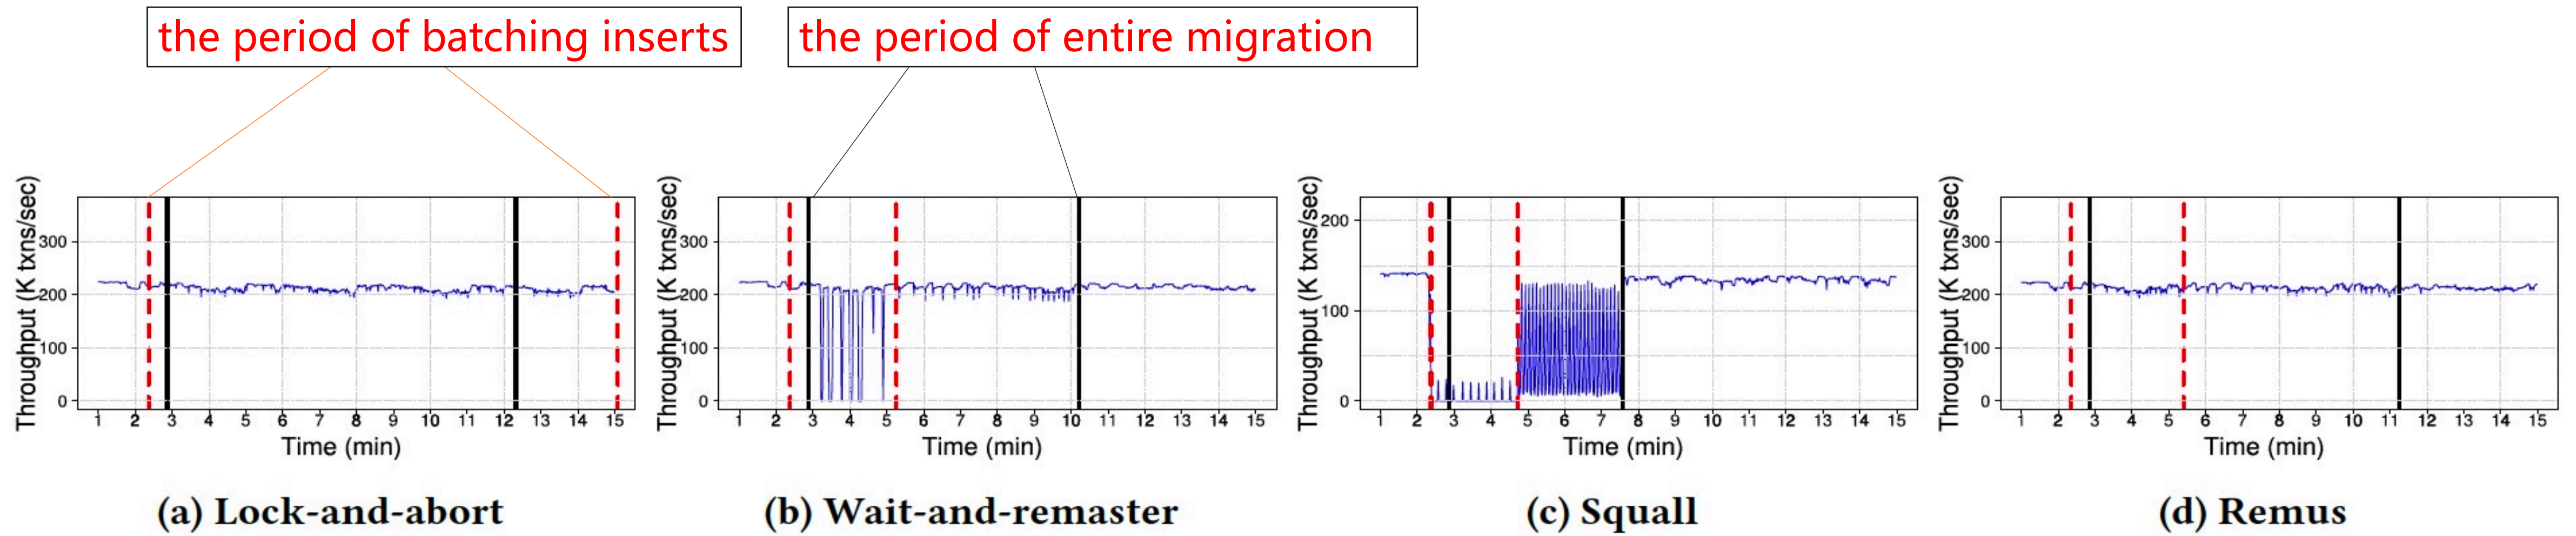 the period of batching inserts
the period of entire migration
Throughput (K txns/sec)
300
200
100
0
1 2 3 4 5 6 7 8 9 10 11 12 13 14 15
Time (min)
(a) Lock-and-abort
Throughput (K txns/sec)
300
200
100
0
1 2 3 4 5 6 7 8 9 10 11 12 13 14 15
Time (min)
(b) Wait-and-remaster
Throughput (K txns/sec)
200
100
0
1 2 3 4 5 6 7 8 9 10 11 12 13 14 15
Time (min)
(c) Squall
Throughput (K txns/sec)
300
200
100
0
1 2 3 4 5 6 7 8 9 10 11 12 13 14 15
Time (min)
(d) Remus